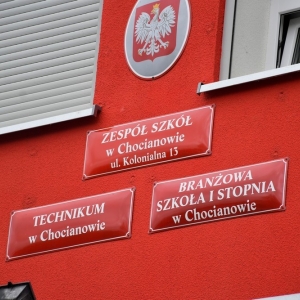 ZESPÓŁ SZKÓŁ
w Chocianowie
ul. Kolonialna 13
TECHNIKUM
w Chocianowie
BRANŻOWA
SZKOŁA I STOPNIA
w Chocianowie